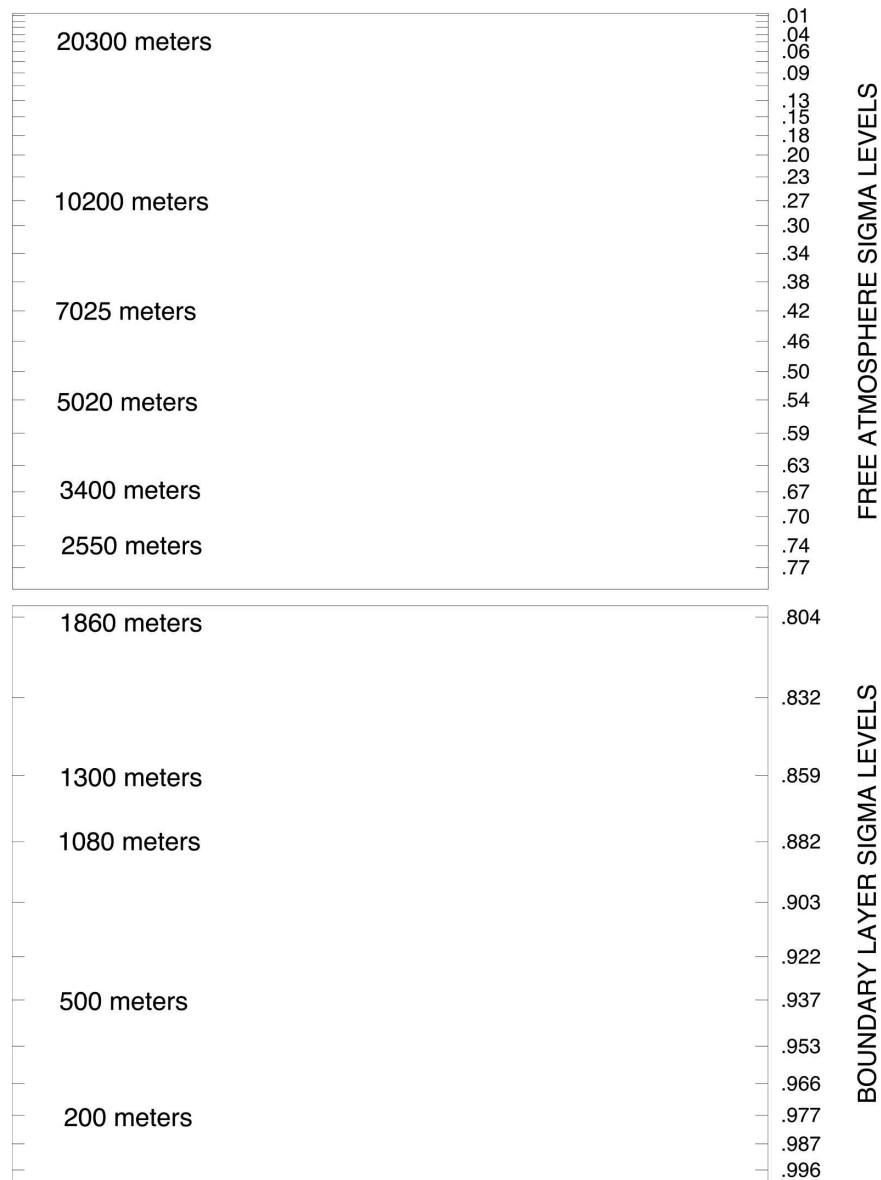 .01
.04
20300 meters
.06
.09
.13
.15
.18
.20
.23
10200 meters
.27
.30
.34
.38
7025 meters
.42
.46
.50
5020 meters
.54
.59
.63
3400 meters
.67
.70
2550 meters
.74
.77
FREE ATMOSPHERE SIGMA LEVELS
1860 meters
.804
.832
1300 meters
.859
1080 meters
.882
.903
.922
500 meters
.937
.953
.966
200 meters
.977
.987
.996
BOUNDARY LAYER SIGMA LEVELS